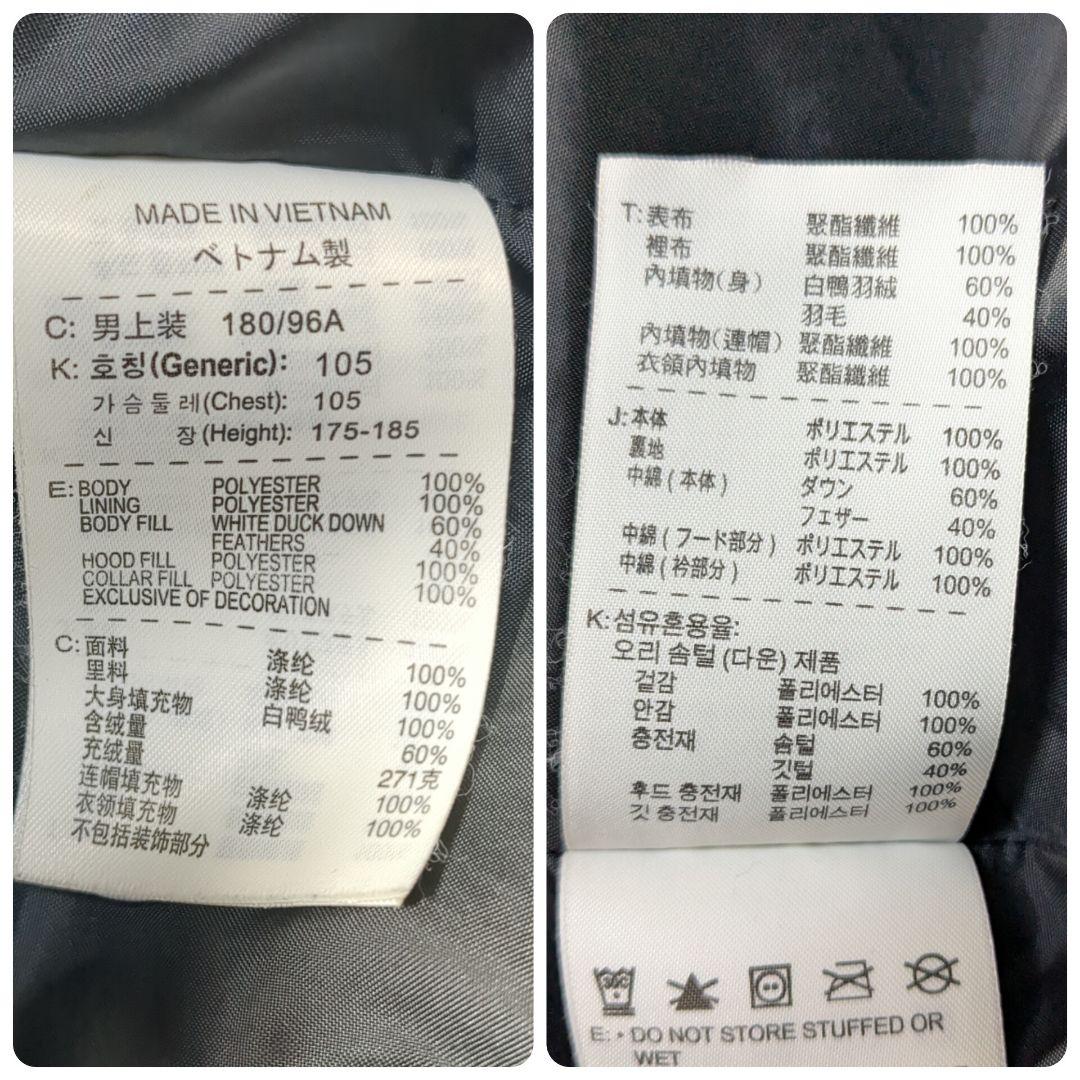 MADE IN VIETNAM
ベトナム製
C: 男上装 180/96A
K: 호칭(Generic): 105
가슴둘레(Chest): 105
신 장(Height): 175-185
E: BODY POLYESTER 100%
LINING POLYESTER 100%
BODY FILL WHITE DUCK DOWN 60%
FEATHERS 40%
HOOD FILL POLYESTER 100%
COLLAR FILL POLYESTER 100%
EXCLUSIVE OF DECORATION
C: 面料 涤纶 100%
里料 涤纶 100%
大身填充物 白鸭绒 100%
含绒量 60%
充绒量 271克
连帽填充物 涤纶 100%
衣领填充物 涤纶 100%
不包括装饰部分
T: 表布 聚酯纖維 100%
裡布 聚酯纖維 100%
內填物(身) 白鴨羽絨 60%
羽毛 40%
內填物(連帽) 聚酯纖維 100%
衣領內填物 聚酯纖維 100%
J: 本体 ポリエステル 100%
裏地 ポリエステル 100%
中綿(本体) ダウン 60%
フェザー 40%
中綿(フード部分) ポリエステル 100%
中綿(衿部分) ポリエステル 100%
K: 섬유혼용율:
오리 솜털 (다운) 제품
겉감 폴리에스터 100%
안감 폴리에스터 100%
충전재 솜털 60%
깃털 40%
후드 충전재 폴리에스터 100%
깃 충전재 폴리에스터 100%
30C
E: • DO NOT STORE STUFFED OR
WET